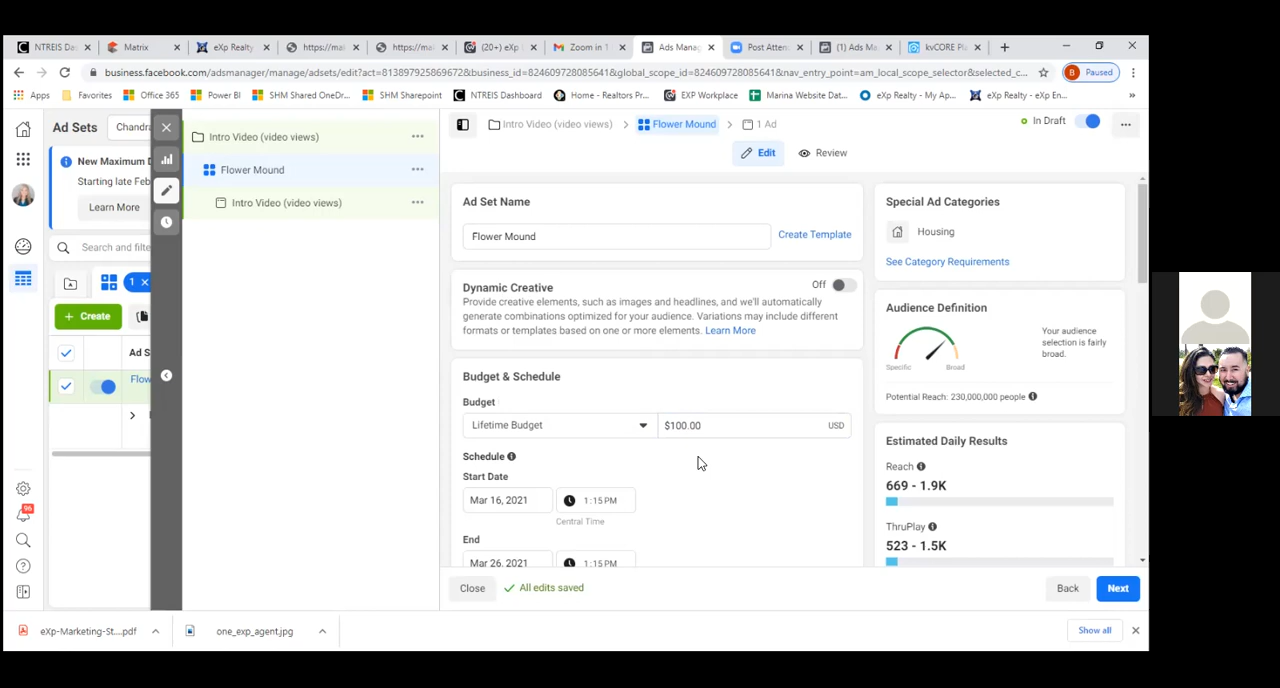 NTREIS Da:
Matrix
eXp Realty
https://mai
https://mai
(20+) eXp (
Zoom in 1
Ads Mana
Post Atten
(1) Ads M
kvCORE Pl
business.facebook.com/adsmanager/manage/adsets/edit?act=813897925869672&business_id=824609728085641&global_scope_id=824609728085641&nav_entry_point=am_local_scope_selector&selected_c...
B Paused
Apps
Favorites
Office 365
Power BI
SHM Shared OneDr...
SHM Sharepoint
NTREIS Dashboard
Home - Realtors Pr...
EXP Workplace
Marina Website Dat...
eXp Realty - My Ap...
eXp Realty - eXp En...
»
Ad Sets
Chandra
New Maximum D
Starting late Feb
Learn More
Search and filte
1
+ Create
Ad S
Flow
Intro Video (video views)
Flower Mound
Intro Video (video views)
Intro Video (video views)
Flower Mound
1 Ad
In Draft
Edit
Review
Ad Set Name
Flower Mound
Create Template
Dynamic Creative
Off
Provide creative elements, such as images and headlines, and we'll automatically
generate combinations optimized for your audience. Variations may include different
formats or templates based on one or more elements. Learn More
Budget & Schedule
Budget
Lifetime Budget
$100.00
USD
Schedule
Start Date
Mar 16, 2021
1:15 PM
Central Time
End
Mar 26, 2021
1:15 PM
Special Ad Categories
Housing
See Category Requirements
Audience Definition
Specific
Broad
Your audience
selection is fairly
broad.
Potential Reach: 230,000,000 people
Estimated Daily Results
Reach
669 - 1.9K
ThruPlay
523 - 1.5K
96
Close
All edits saved
Back
Next
eXp-Marketing-St....pdf
one_exp_agent.jpg
Show all